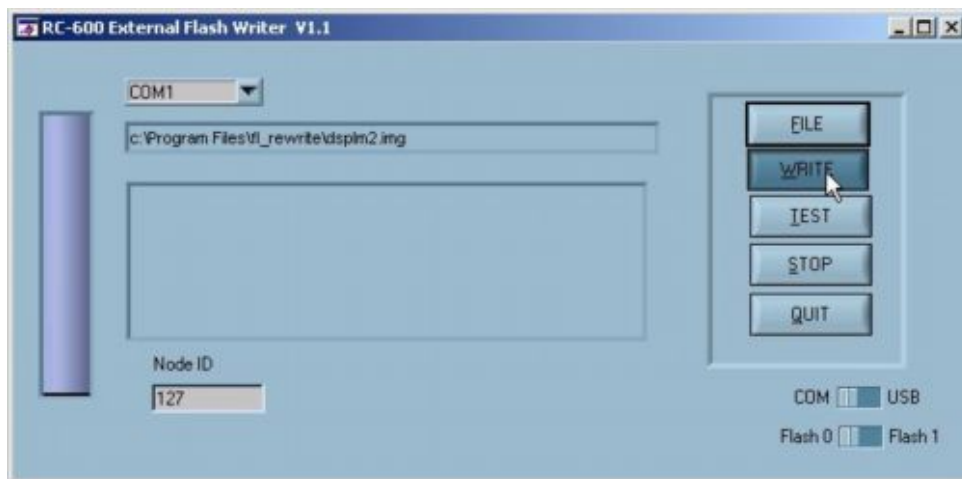 RC-600 External Flash Writer V1.1
COM1
c:\Program Files\fl_rewrite\dsplm2.img
FILE
WRITE
TEST
STOP
QUIT
Node ID
127
COM USB
Flash 0 Flash 1